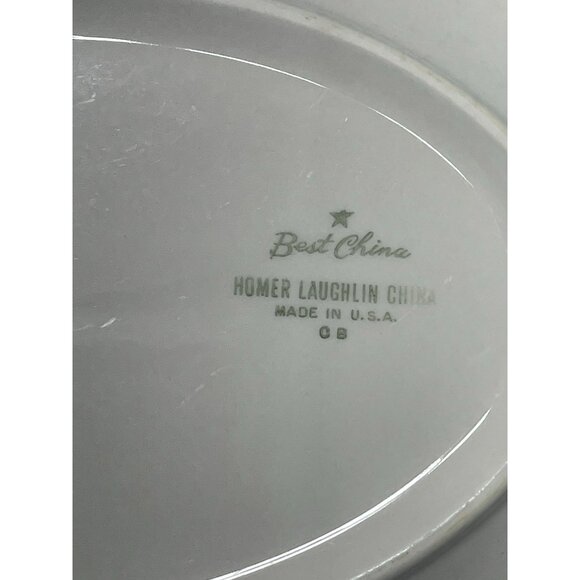 Best China
HOMER LAUGHLIN CHINA
MADE IN U.S.A.
C B